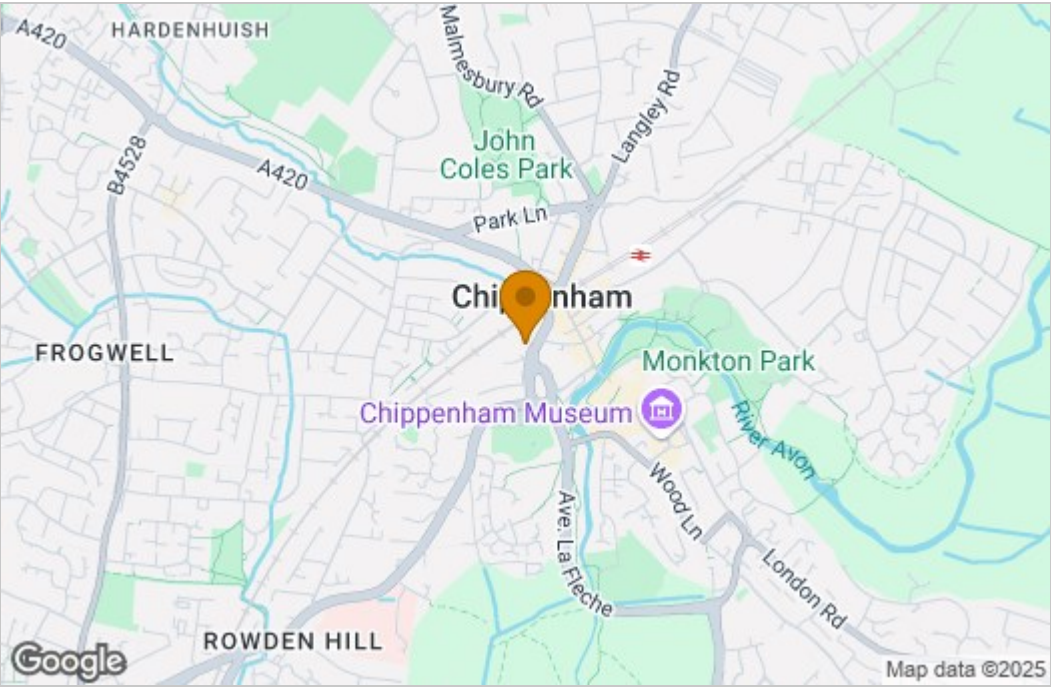 A420
HARDENHUISH
Malmesbury Rd
Langley Rd
John
Coles Park
B4528
A420
Park Ln
Chippenham
FROGWELL
Monkton Park
Chippenham Museum
River Avon
Wood Ln
Ave. La Fleche
London Rd
ROWDEN HILL
Google
Map data ©2025